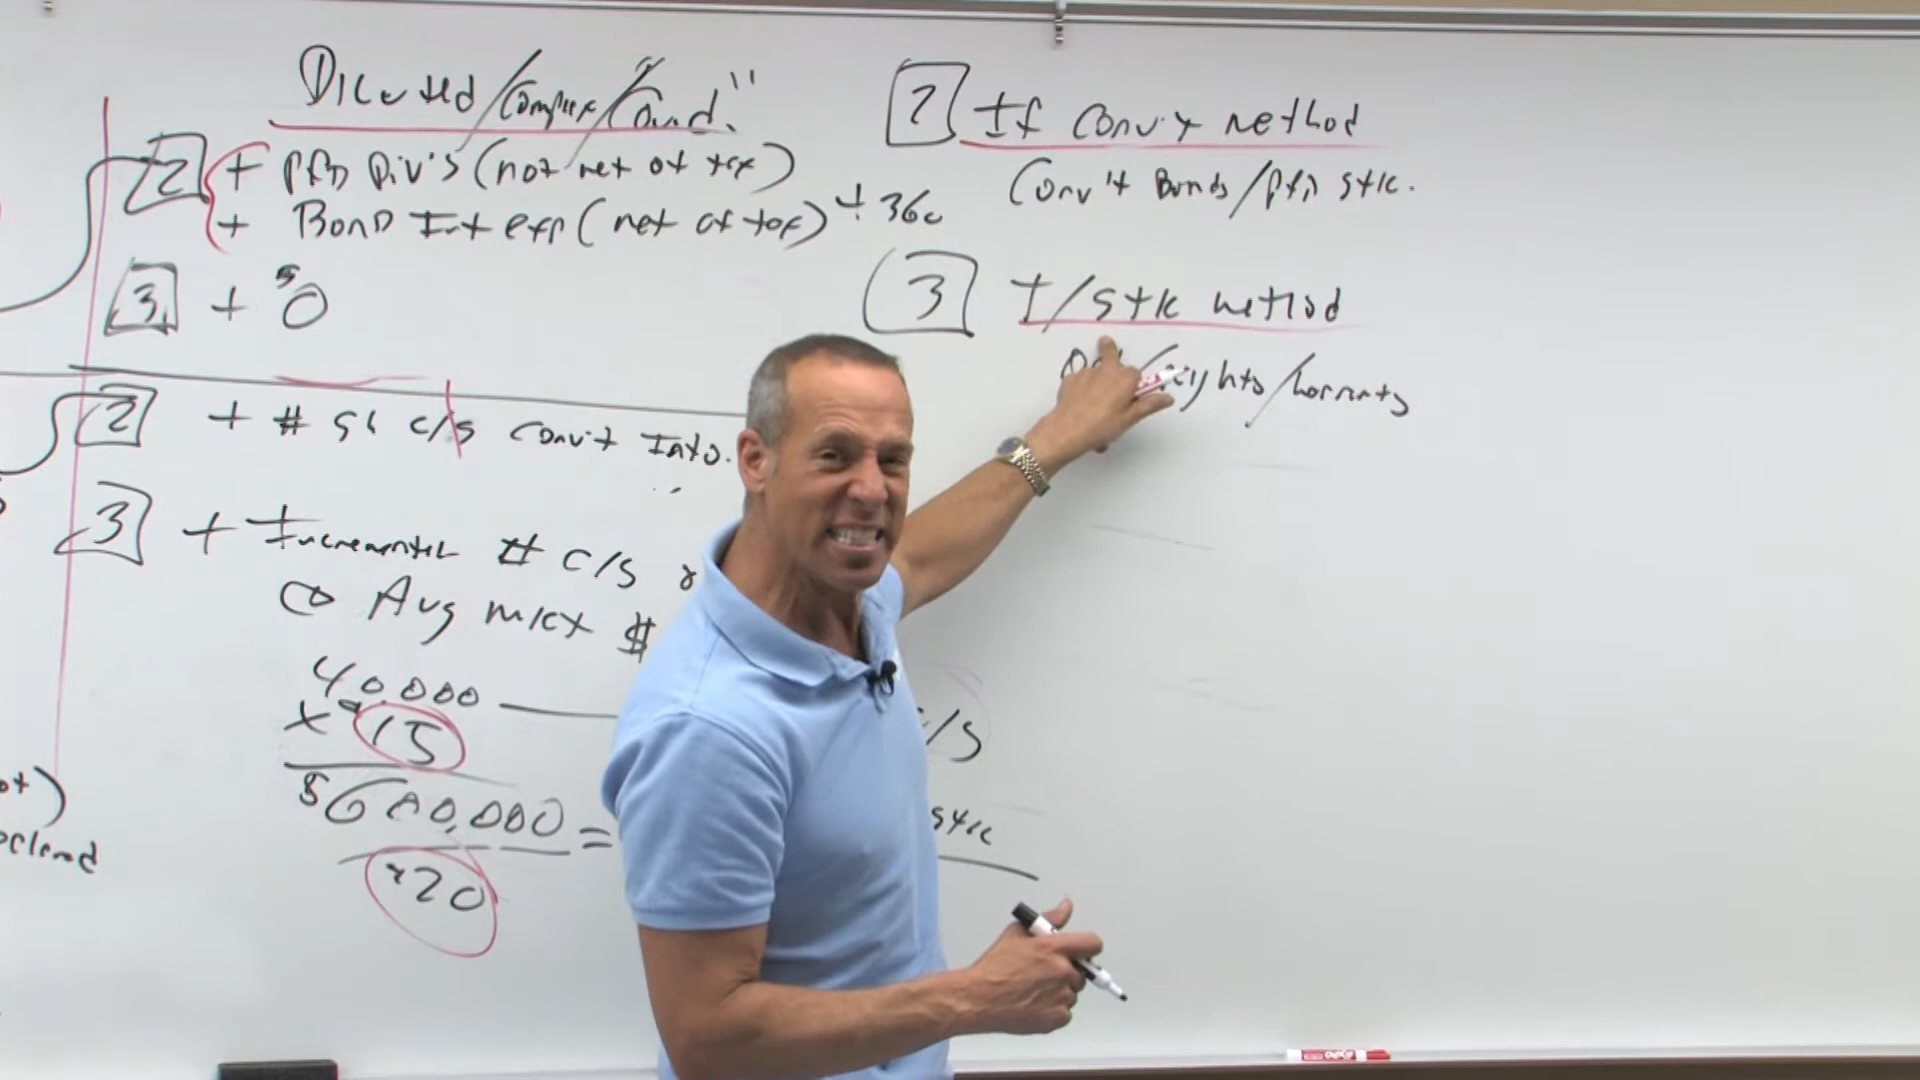 Diluted/Complex/"Cond."
2 + pfd Div's (not net of tax)
+ Bond Int exp (net of tax) + 360
3 + $0
2 + # sh c/s conv't Into.
3 + Incremental # c/s
@ Avg mkt $
40,000 c/s
x $15
$600,000 = stk
÷20
ot)
eclared
2 If Conv't method
Conv't Bonds/pfd stk.
3 T/stk method
/Rights/Warrants